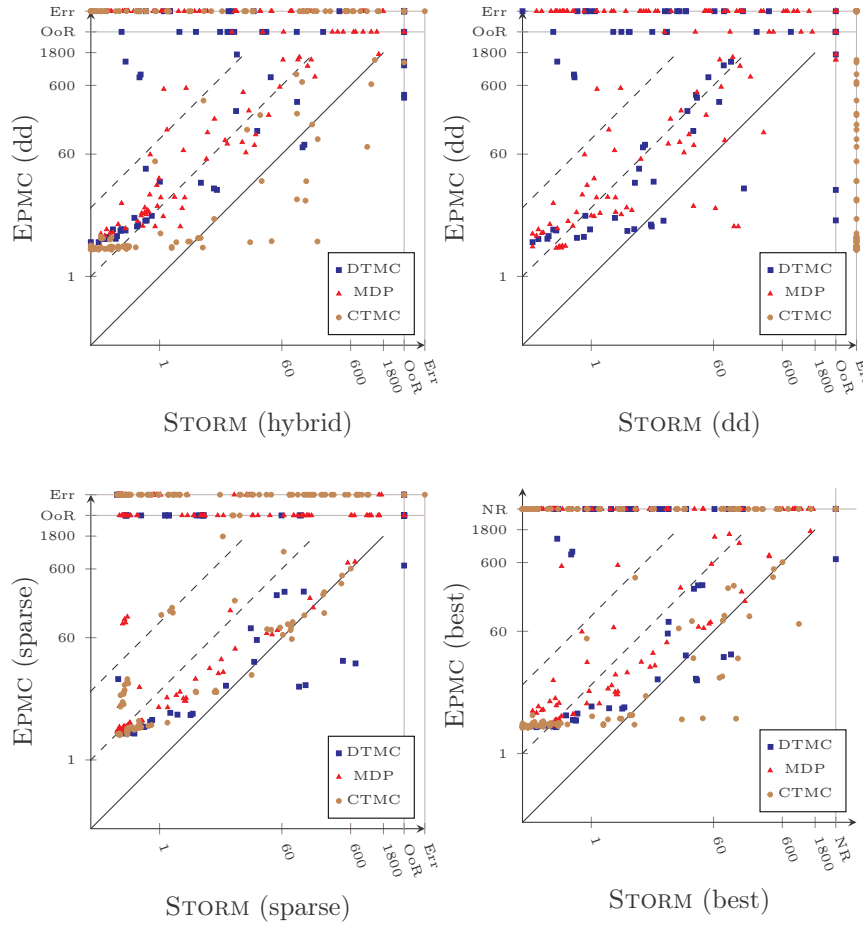 Err
OoR
1800
600
60
1
EPMC (dd)
DTMC
MDP
CTMC
1
60
600
1800
OoR
Err
STORM (hybrid)
Err
OoR
1800
600
60
1
EPMC (dd)
DTMC
MDP
CTMC
1
60
600
1800
OoR
Err
STORM (dd)
Err
OoR
1800
600
60
1
EPMC (sparse)
DTMC
MDP
CTMC
1
60
600
1800
OoR
Err
STORM (sparse)
NR
1800
600
60
1
EPMC (best)
DTMC
MDP
CTMC
1
60
600
1800
NR
STORM (best)